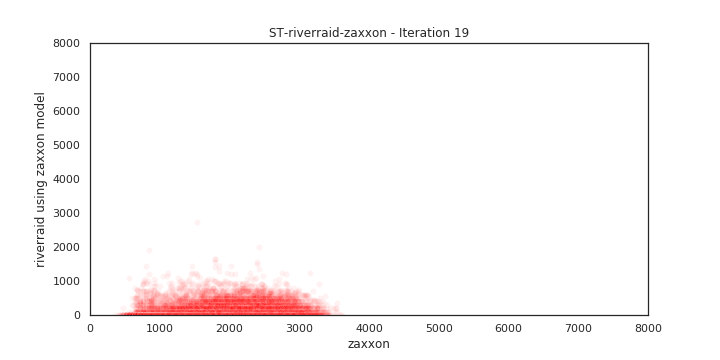 ST-riverraid-zaxxon - Iteration 19
8000
7000
6000
5000
4000
3000
2000
1000
0
riverraid using zaxxon model
0 1000 2000 3000 4000 5000 6000 7000 8000
zaxxon